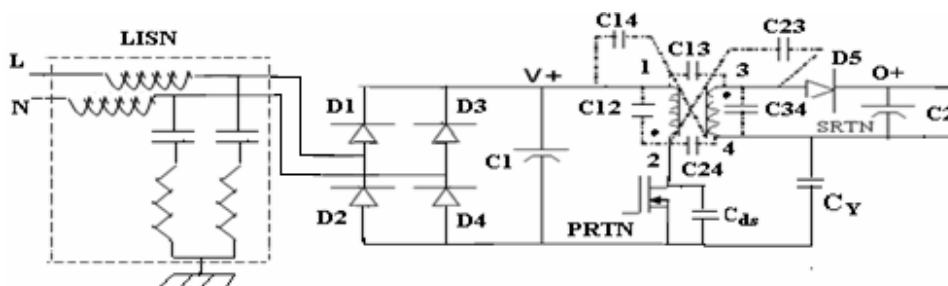 C14
C23
LISN
C13
D5
L
V+
1
3
O+
N
D1
D3
C12
C34
C2
SRTN
C1
2
C24
4
D2
D4
PRTN
Cds
CY